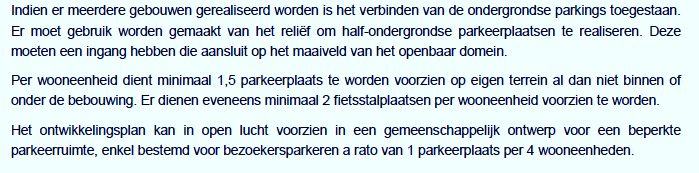 Indien er meerdere gebouwen gerealiseerd worden is het verbinden van de ondergrondse parkings toegestaan.
Er moet gebruik worden gemaakt van het reliëf om half-ondergrondse parkeerplaatsen te realiseren. Deze
moeten een ingang hebben die aansluit op het maaiveld van het openbaar domein.
Per wooneenheid dient minimaal 1,5 parkeerplaats te worden voorzien op eigen terrein al dan niet binnen of
onder de bebouwing. Er dienen eveneens minimaal 2 fietsstalplaatsen per wooneenheid voorzien te worden.
Het ontwikkelingsplan kan in open lucht voorzien in een gemeenschappelijk ontwerp voor een beperkte
parkeerruimte, enkel bestemd voor bezoekersparkeren a rato van 1 parkeerplaats per 4 wooneenheden.